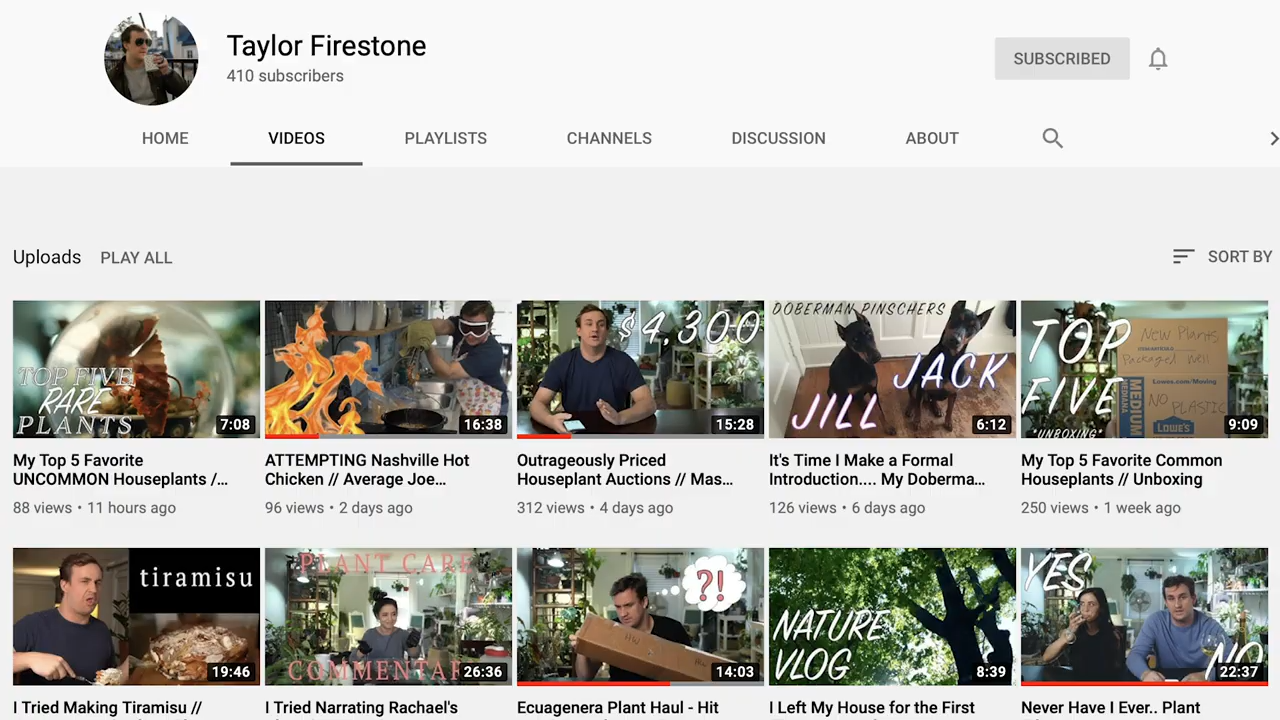 Taylor Firestone
410 subscribers
SUBSCRIBED
HOME
VIDEOS
PLAYLISTS
CHANNELS
DISCUSSION
ABOUT
Uploads
PLAY ALL
SORT BY
TOP FIVE
RARE
PLANTS
7:08
16:38
$4,300
15:28
DOBERMAN PINSCHERS
JACK
JILL
6:12
TOP
FIVE
*UNBOXING*
New Plants
Packaged Well
Lowes.com/Moving
MEDIUM
MEDIANA
NO PLASTIC
LOWE'S
9:09
My Top 5 Favorite
UNCOMMON Houseplants /...
88 views • 11 hours ago
ATTEMPTING Nashville Hot
Chicken // Average Joe...
96 views • 2 days ago
Outrageously Priced
Houseplant Auctions // Mas...
312 views • 4 days ago
It's Time I Make a Formal
Introduction.... My Doberma...
126 views • 6 days ago
My Top 5 Favorite Common
Houseplants // Unboxing
250 views • 1 week ago
tiramisu
19:46
PLANT CARE
COMMENTAR
26:36
?!
HW
14:03
NATURE
VLOG
8:39
YES
NO
22:37
I Tried Making Tiramisu //
I Tried Narrating Rachael's
Ecuagenera Plant Haul - Hit
I Left My House for the First
Never Have I Ever.. Plant